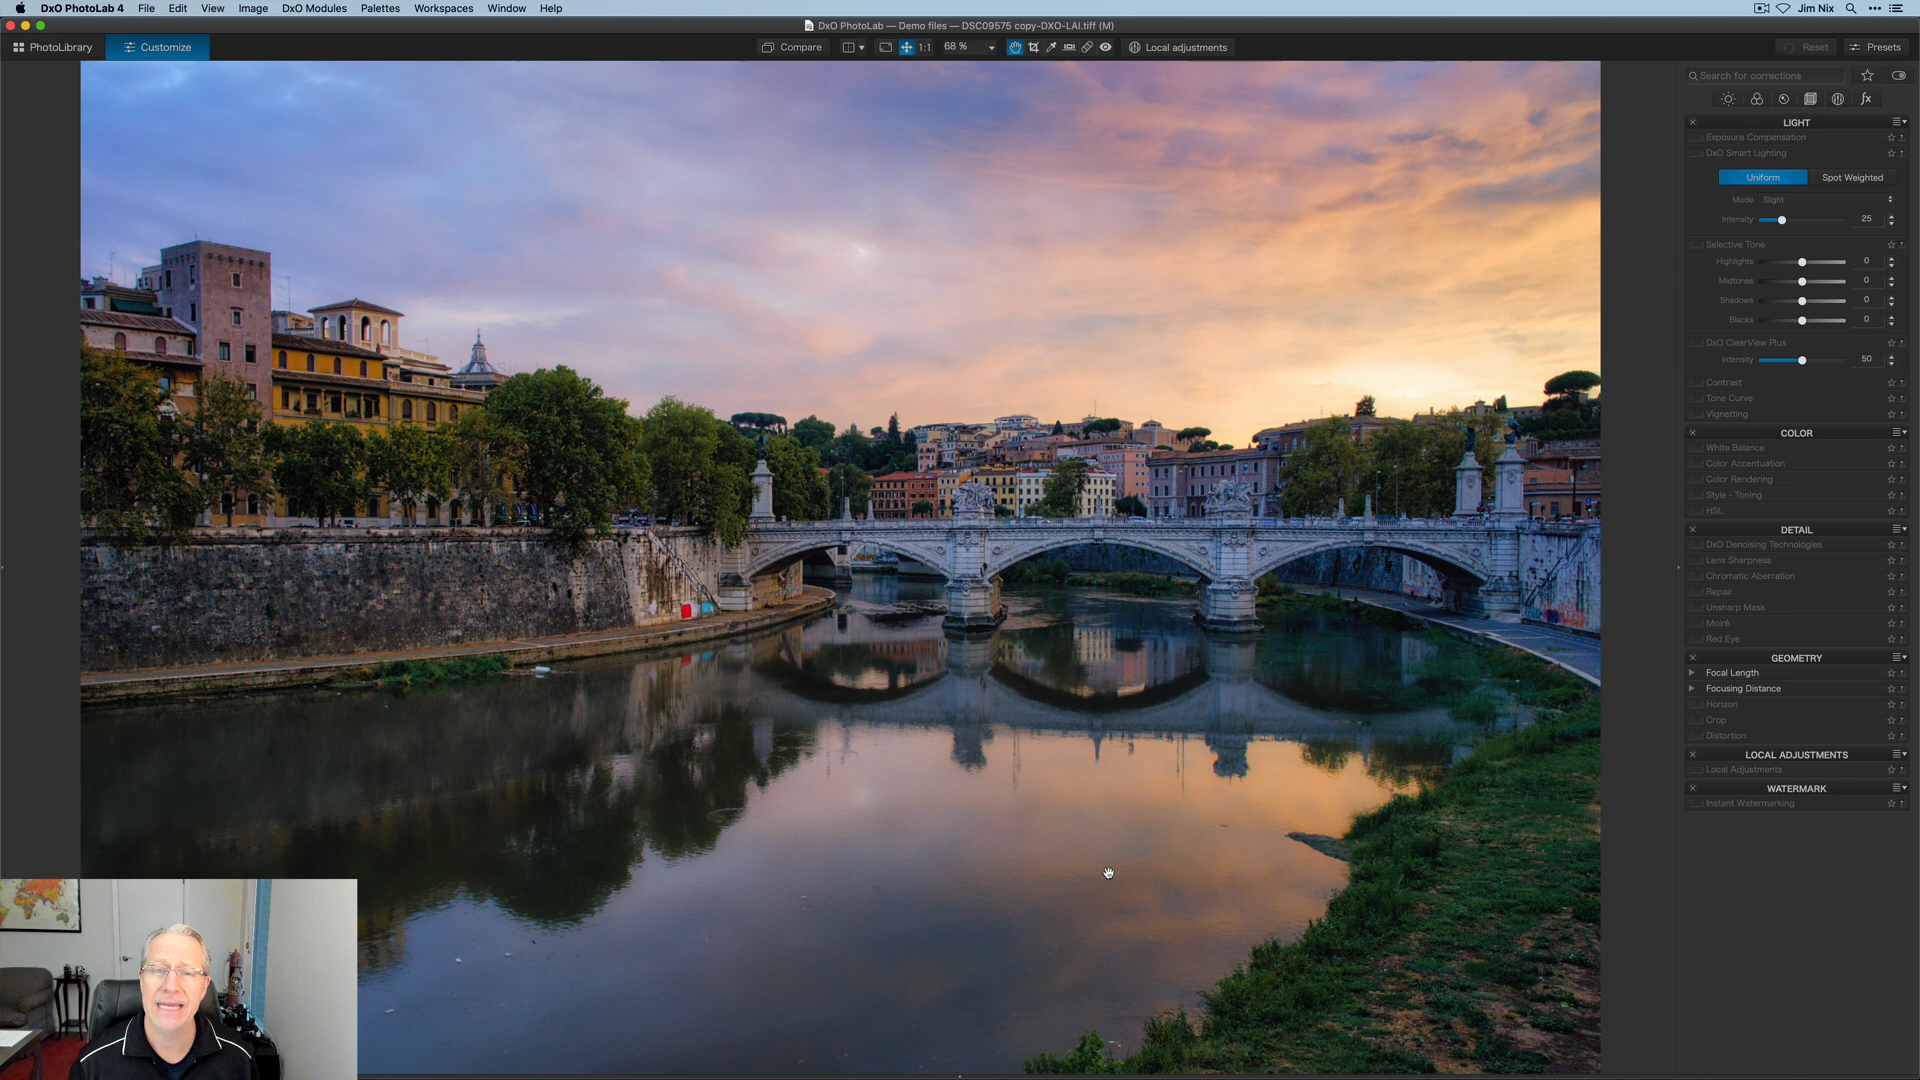 DxO PhotoLab 4 File Edit View Image DxO Modules Palettes Workspaces Window Help Jim Nix
DxO PhotoLab — Demo files — DSC09575 copy-DXO-LAI.tiff (M)
PhotoLibrary Customize Compare 1:1 68 % Local adjustments Reset Presets
Search for corrections
fx
LIGHT
Exposure Compensation
DxO Smart Lighting
Uniform Spot Weighted
Mode Slight
Intensity 25
Selective Tone
Highlights 0
Midtones 0
Shadows 0
Blacks 0
DxO ClearView Plus
Intensity 50
Contrast
Tone Curve
Vignetting
COLOR
White Balance
Color Accentuation
Color Rendering
Style - Toning
HSL
DETAIL
DxO Denoising Technologies
Lens Sharpness
Chromatic Aberration
Repair
Unsharp Mask
Moiré
Red Eye
GEOMETRY
Focal Length
Focusing Distance
Horizon
Crop
Distortion
LOCAL ADJUSTMENTS
Local Adjustments
WATERMARK
Instant Watermarking